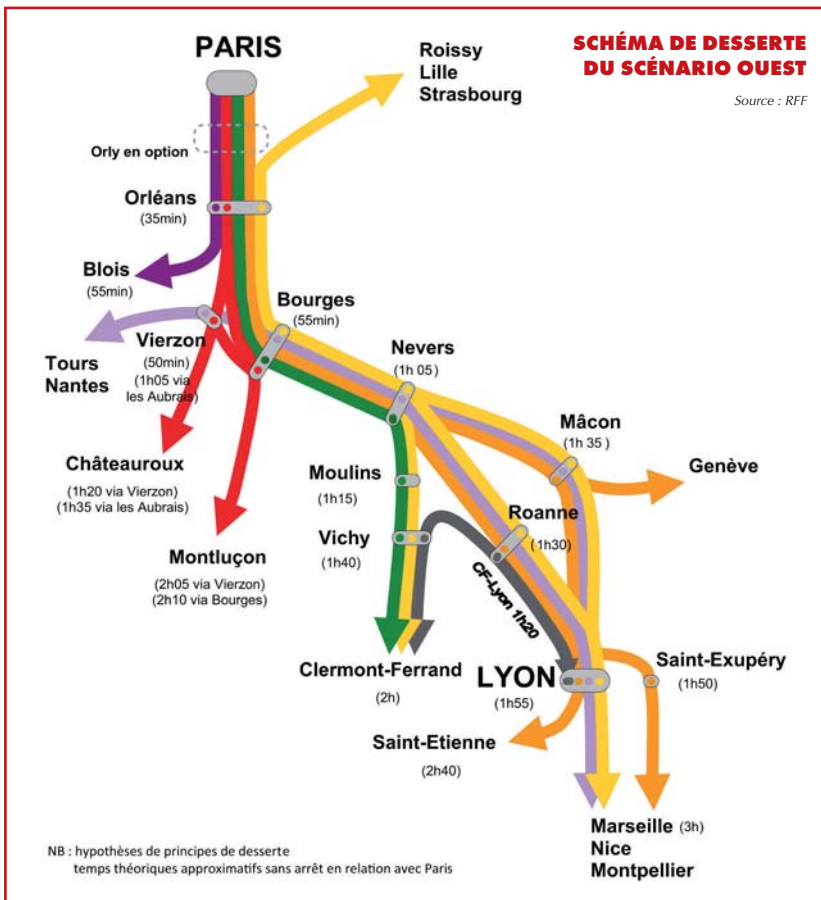 SCHÉMA DE DESSERTE
DU SCÉNARIO OUEST
Source : RFF
PARIS
Roissy
Lille
Strasbourg
Orly en option
Orléans
(35min)
Blois
(55min)
Bourges
(55min)
Vierzon
(50min)
(1h05 via
les Aubrais)
Tours
Nantes
Nevers
(1h 05)
Mâcon
(1h 35 )
Genève
Châteauroux
(1h20 via Vierzon)
(1h35 via les Aubrais)
Moulins
(1h15)
Roanne
(1h30)
Vichy
(1h40)
Montluçon
(2h05 via Vierzon)
(2h10 via Bourges)
CF-Lyon 1h20
Clermont-Ferrand
(2h)
LYON
(1h55)
Saint-Exupéry
(1h50)
Saint-Etienne
(2h40)
Marseille (3h)
Nice
Montpellier
NB : hypothèses de principes de desserte
temps théoriques approximatifs sans arrêt en relation avec Paris